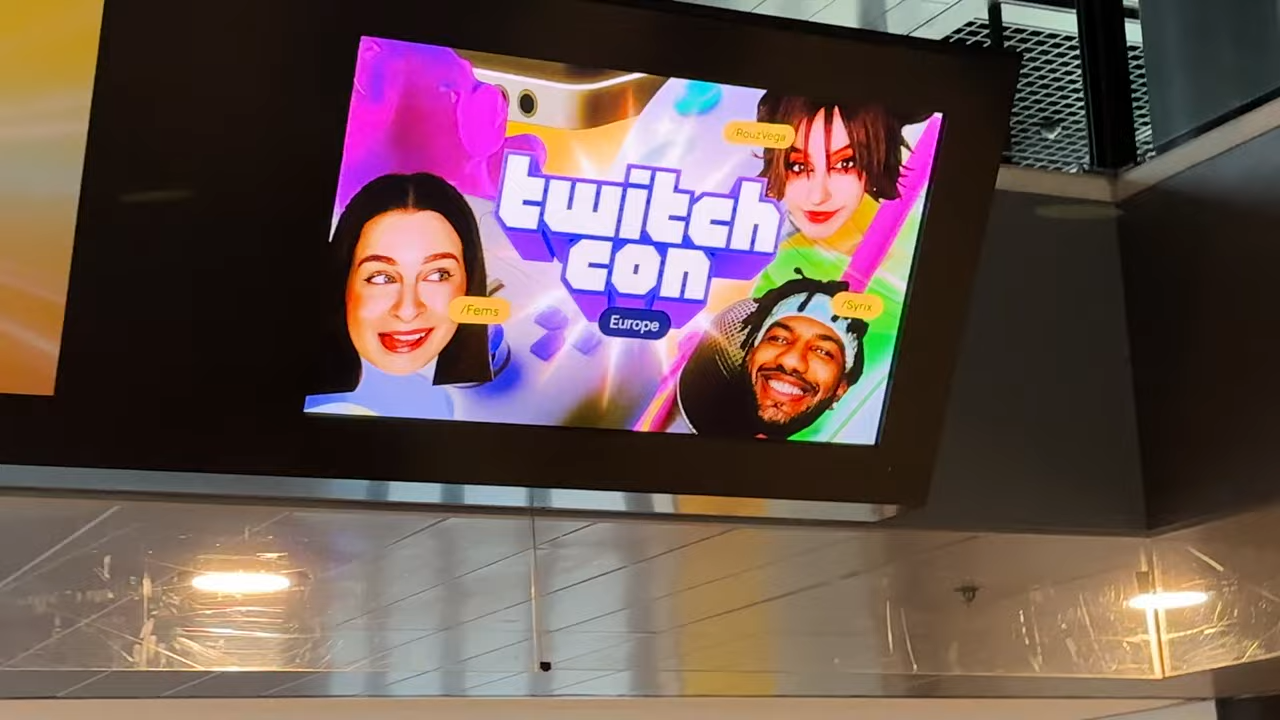 /RouzVega
twitch
con
Europe
/Fems
/Syrix